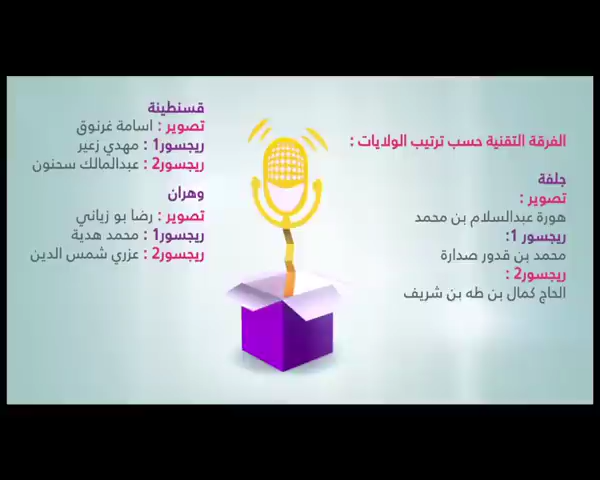 الفرقة التقنية حسب ترتيب الولايات :
جلفة
تصوير :
هورة عبدالسلام بن محمد
ريجسور 1:
محمد بن قدور صدارة
ريجسور2 :
الحاج كمال بن طه بن شريف
قسنطينة
تصوير : اسامة غرنوق
ريجسور1 : مهدي زعير
ريجسور2 : عبدالمالك سحنون
وهران
تصوير : رضا بو زياني
ريجسور1 : محمد هدية
ريجسور2 : عزري شمس الدين